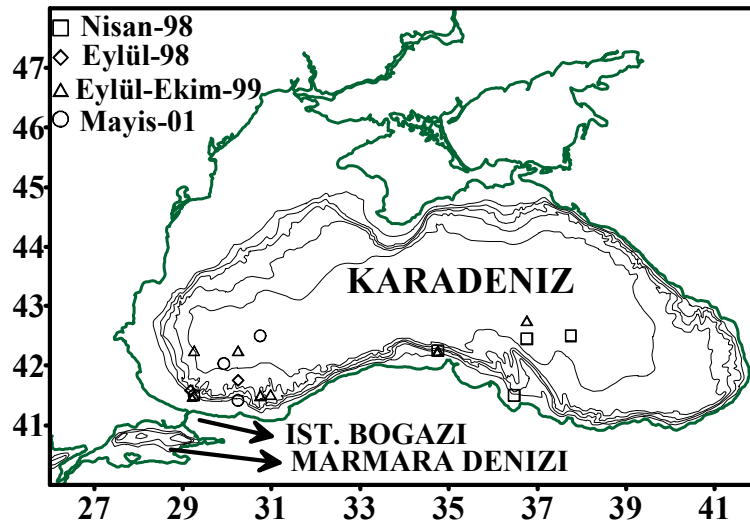 Nisan-98
Eylül-98
Eylül-Ekim-99
Mayis-01
47
46
45
44
43
42
41
KARADENIZ
IST. BOGAZI
MARMARA DENIZI
27 29 31 33 35 37 39 41